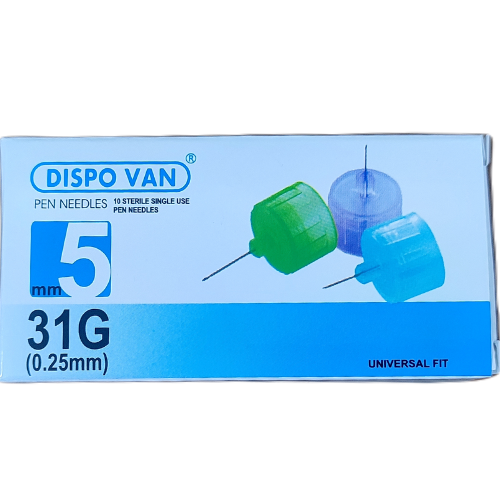 DISPO VAN®
PEN NEEDLES 10 STERILE SINGLE USE
PEN NEEDLES
5
mm
31G
(0.25mm)
UNIVERSAL FIT